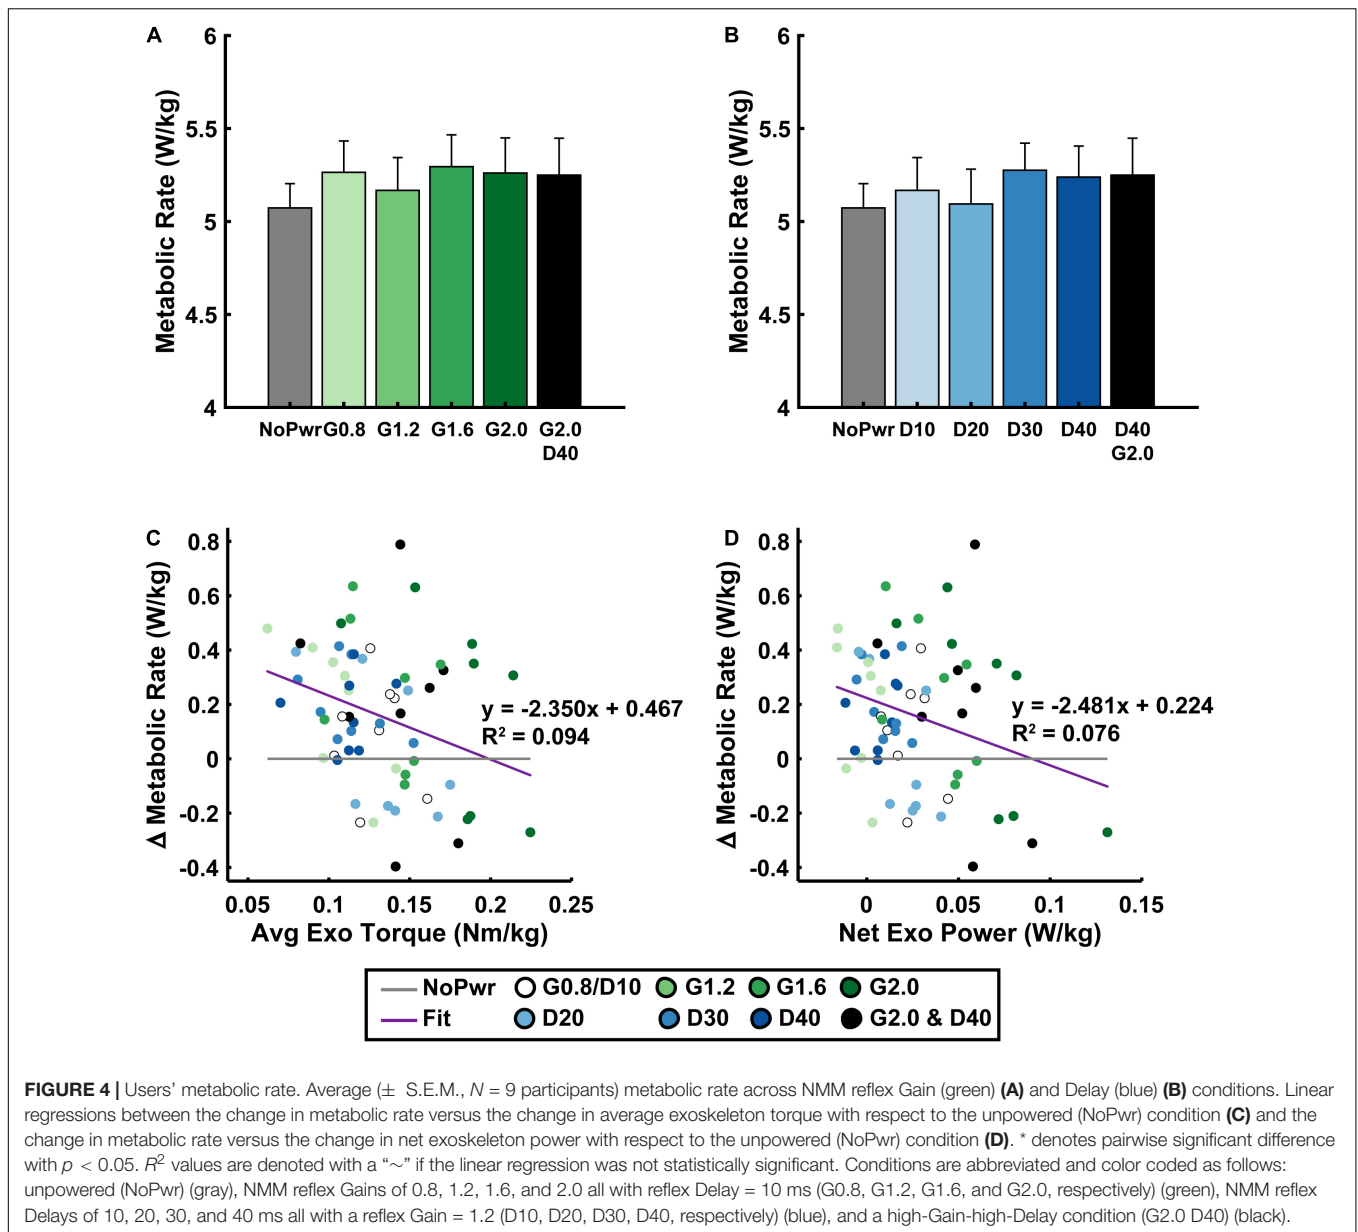 A
6
5.5
5
4.5
4
Metabolic Rate (W/kg)
NoPwr G0.8 G1.2 G1.6 G2.0 G2.0
D40
B
6
5.5
5
4.5
4
Metabolic Rate (W/kg)
NoPwr D10 D20 D30 D40 D40
G2.0
C
0.8
0.6
0.4
0.2
0
-0.2
-0.4
Δ Metabolic Rate (W/kg)
y = -2.350x + 0.467
R² = 0.094
0.05 0.1 0.15 0.2 0.25
Avg Exo Torque (Nm/kg)
D
0.8
0.6
0.4
0.2
0
-0.2
-0.4
Δ Metabolic Rate (W/kg)
y = -2.481x + 0.224
R² = 0.076
0 0.05 0.1 0.15
Net Exo Power (W/kg)
NoPwr G0.8/D10 G1.2 G1.6 G2.0
Fit D20 D30 D40 G2.0 & D40
FIGURE 4 | Users' metabolic rate. Average (± S.E.M., N = 9 participants) metabolic rate across NMM reflex Gain (green) (A) and Delay (blue) (B) conditions. Linear
regressions between the change in metabolic rate versus the change in average exoskeleton torque with respect to the unpowered (NoPwr) condition (C) and the
change in metabolic rate versus the change in net exoskeleton power with respect to the unpowered (NoPwr) condition (D). * denotes pairwise significant difference
with p < 0.05. R² values are denoted with a "~" if the linear regression was not statistically significant. Conditions are abbreviated and color coded as follows:
unpowered (NoPwr) (gray), NMM reflex Gains of 0.8, 1.2, 1.6, and 2.0 all with reflex Delay = 10 ms (G0.8, G1.2, G1.6, and G2.0, respectively) (green), NMM reflex
Delays of 10, 20, 30, and 40 ms all with a reflex Gain = 1.2 (D10, D20, D30, D40, respectively) (blue), and a high-Gain-high-Delay condition (G2.0 D40) (black).